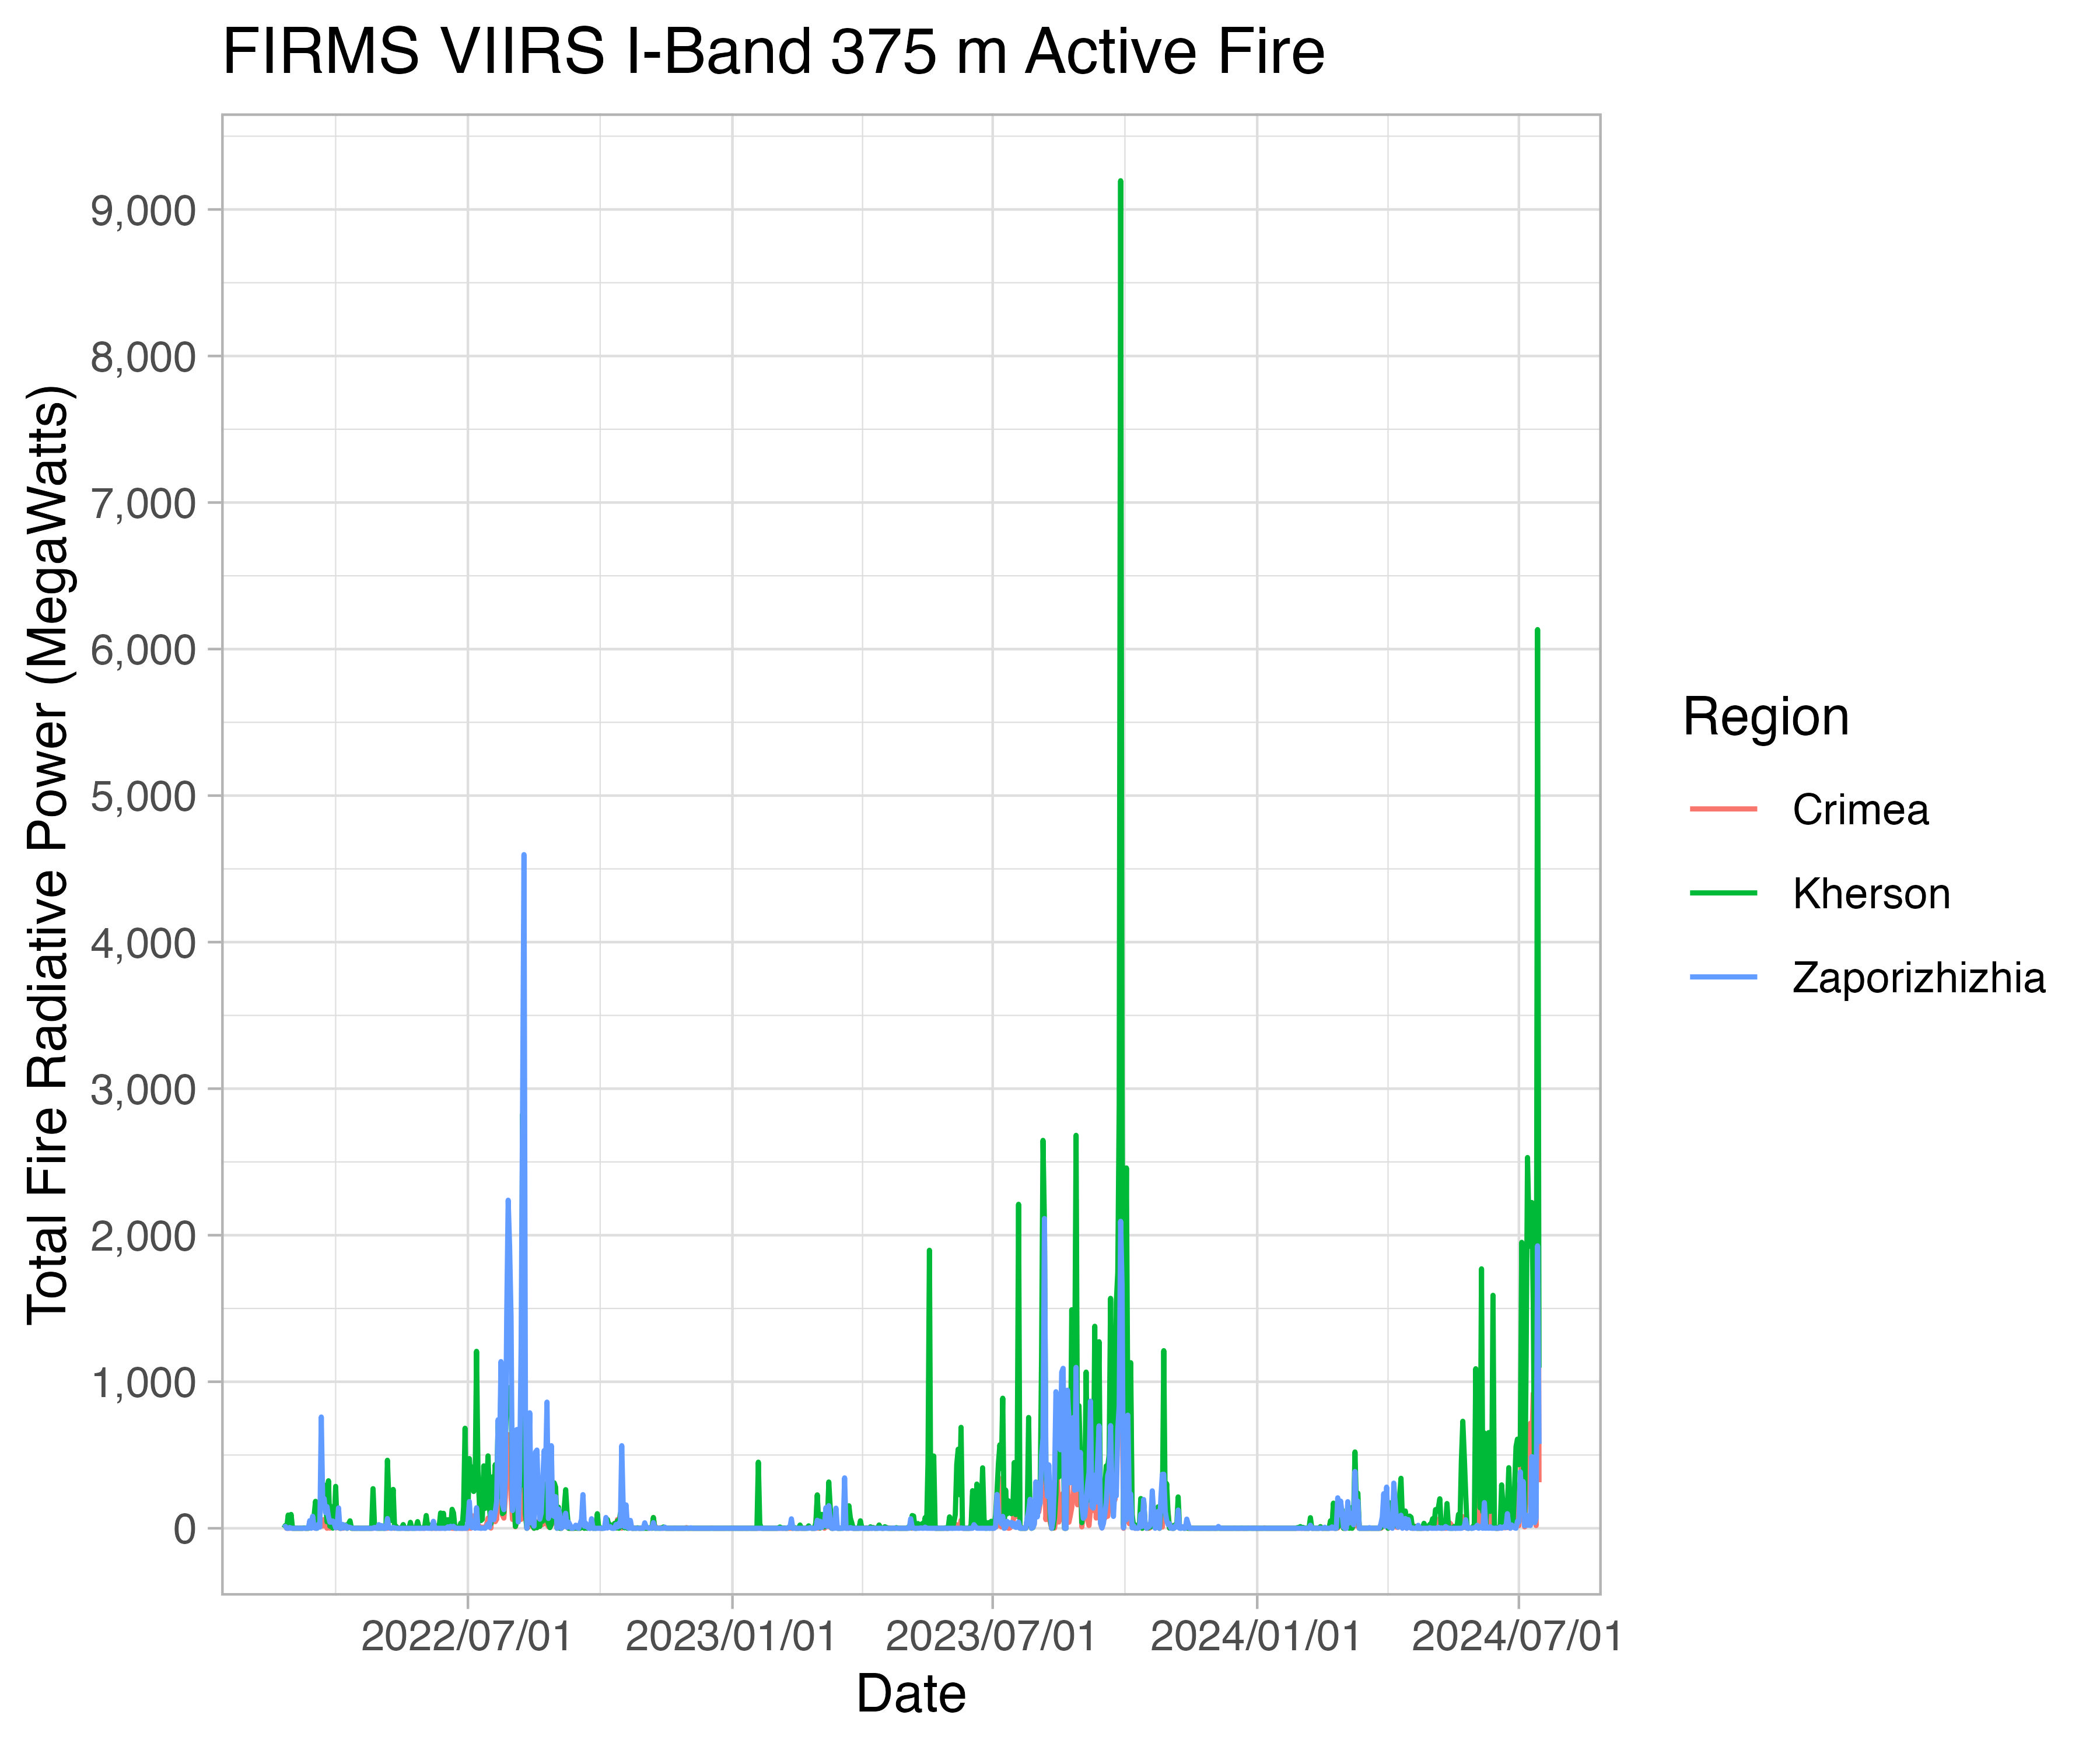 FIRMS VIIRS I-Band 375 m Active Fire
Total Fire Radiative Power (MegaWatts)
9,000
8,000
7,000
6,000
5,000
4,000
3,000
2,000
1,000
0
2022/07/01 2023/01/01 2023/07/01 2024/01/01 2024/07/01
Date
Region
Crimea
Kherson
Zaporizhizhia